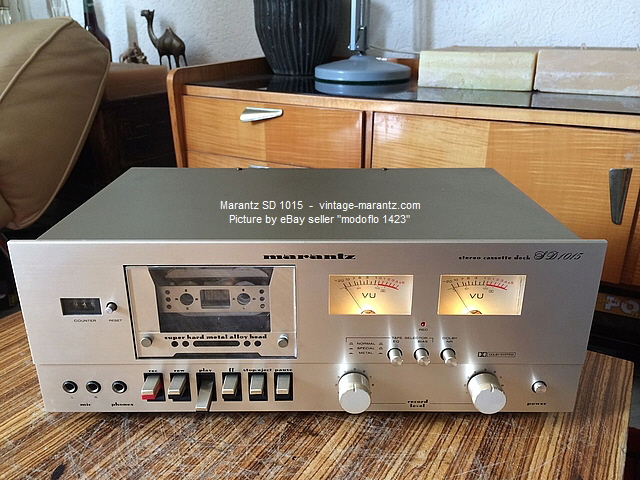 Marantz SD 1015 - vintage-marantz.com
Picture by eBay seller "modoflo 1423"
marantz
stereo cassette deck SD1015
VU
VU
super hard metal alloy head
COUNTER
RESET
REC
TAPE SELECTOR DOLBY
EQ BIAS NR
NORMAL
SPECIAL
METAL
DOLBY SYSTEM
rec rew play ff stop/eject pause
mic phones
record
level
power